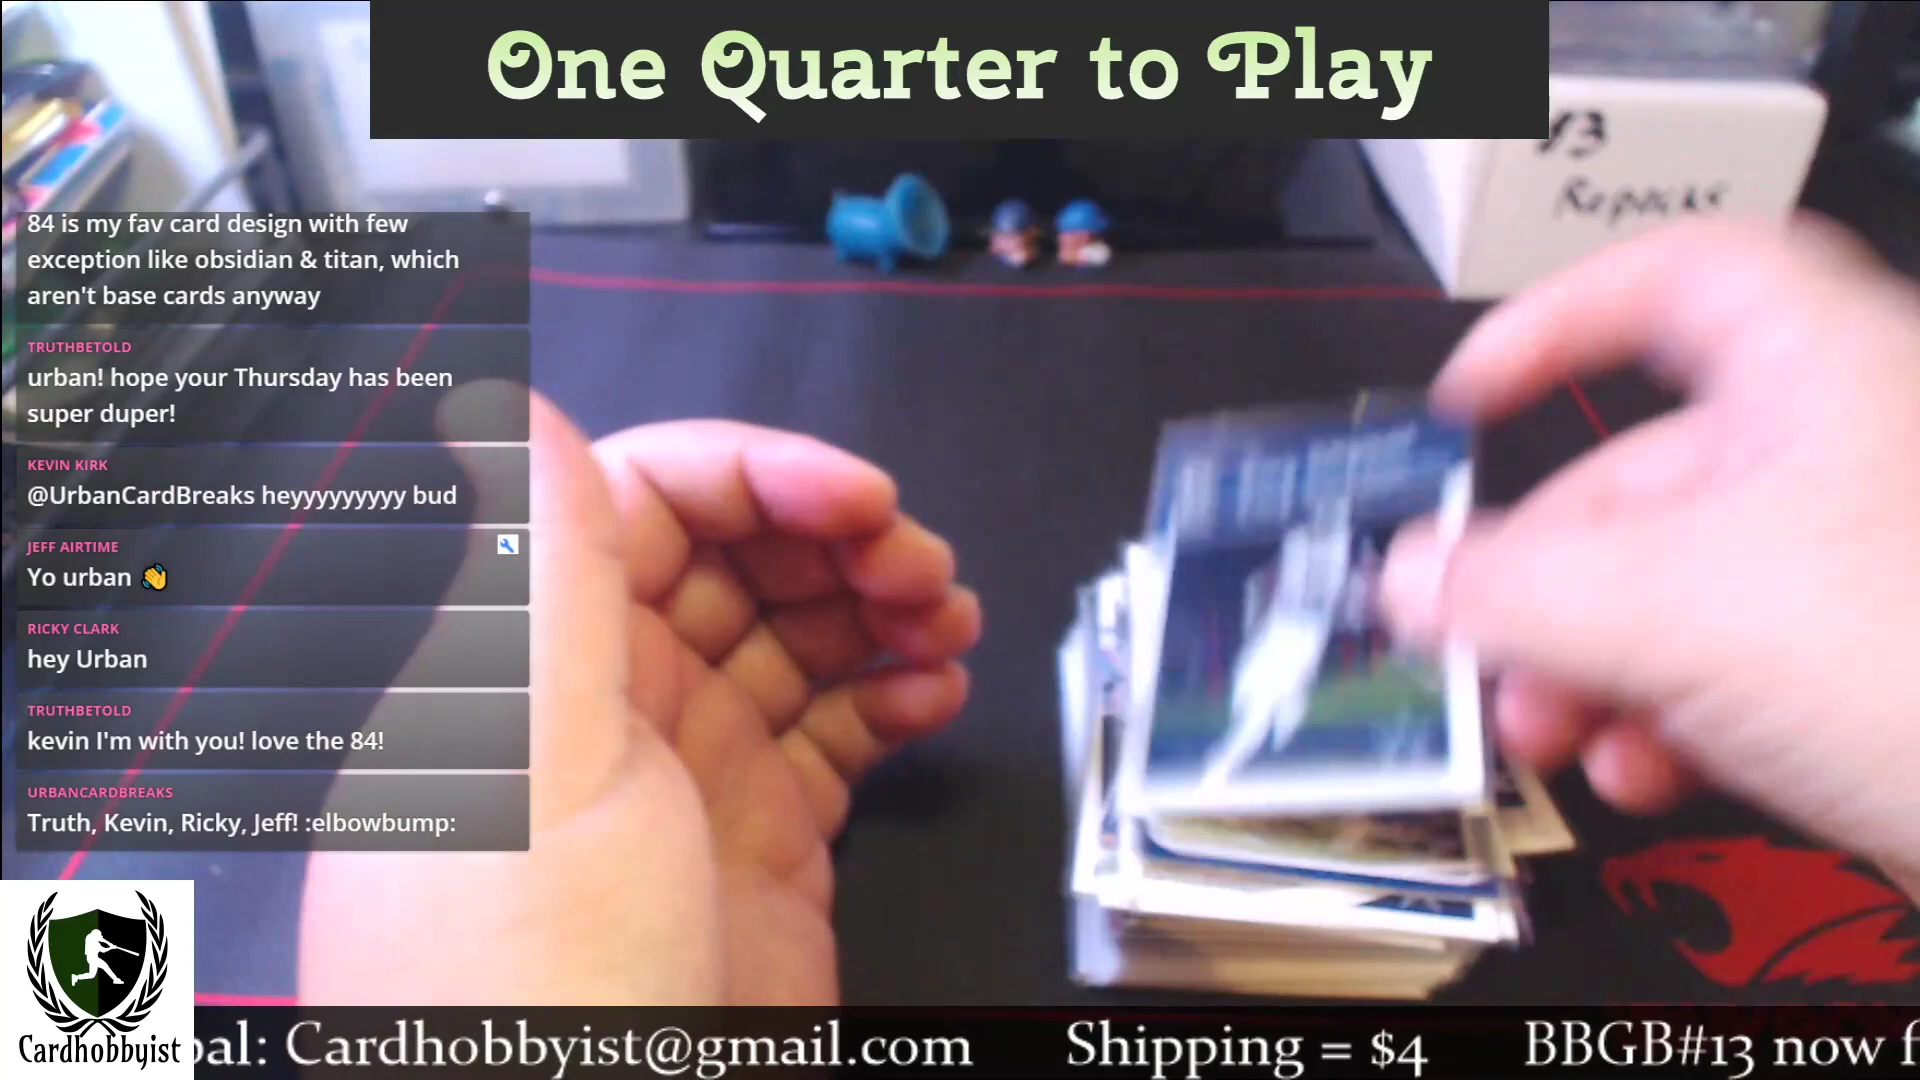 One Quarter to Play
Repacks
84 is my fav card design with few
exception like obsidian & titan, which
aren't base cards anyway
TRUTHBETOLD
urban! hope your Thursday has been
super duper!
KEVIN KIRK
@UrbanCardBreaks heyyyyyyyyy bud
JEFF AIRTIME
Yo urban 👋
RICKY CLARK
hey Urban
TRUTHBETOLD
kevin I'm with you! love the 84!
URBANCARDBREAKS
Truth, Kevin, Ricky, Jeff! :elbowbump:
Cardhobbyist
pal: Cardhobbyist@gmail.com Shipping = $4 BBGB#13 now f